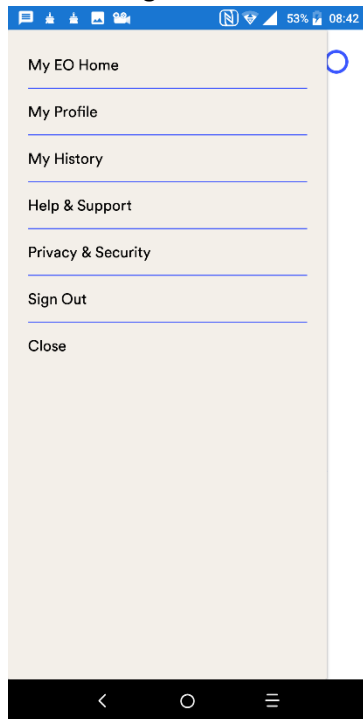 53% 08:42
My EO Home
My Profile
My History
Help & Support
Privacy & Security
Sign Out
Close